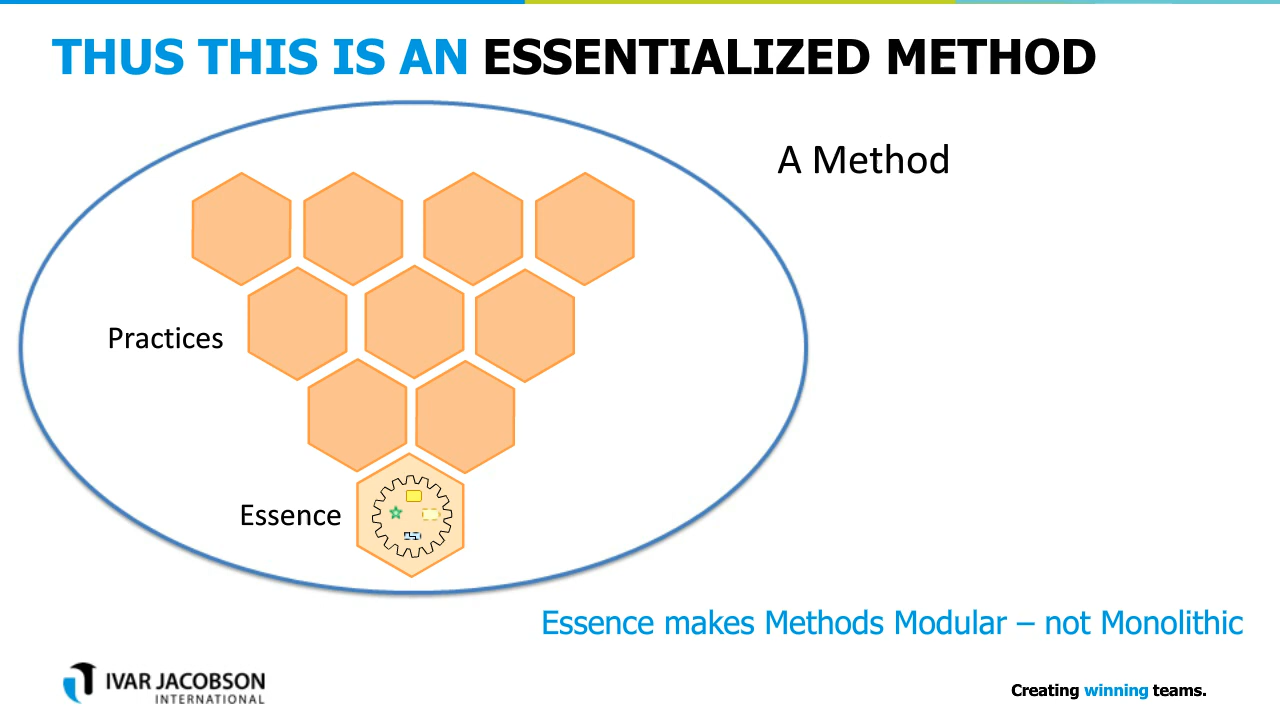 THUS THIS IS AN ESSENTIALIZED METHOD
A Method
Practices
Essence
Essence makes Methods Modular – not Monolithic
IVAR JACOBSON
INTERNATIONAL
Creating winning teams.